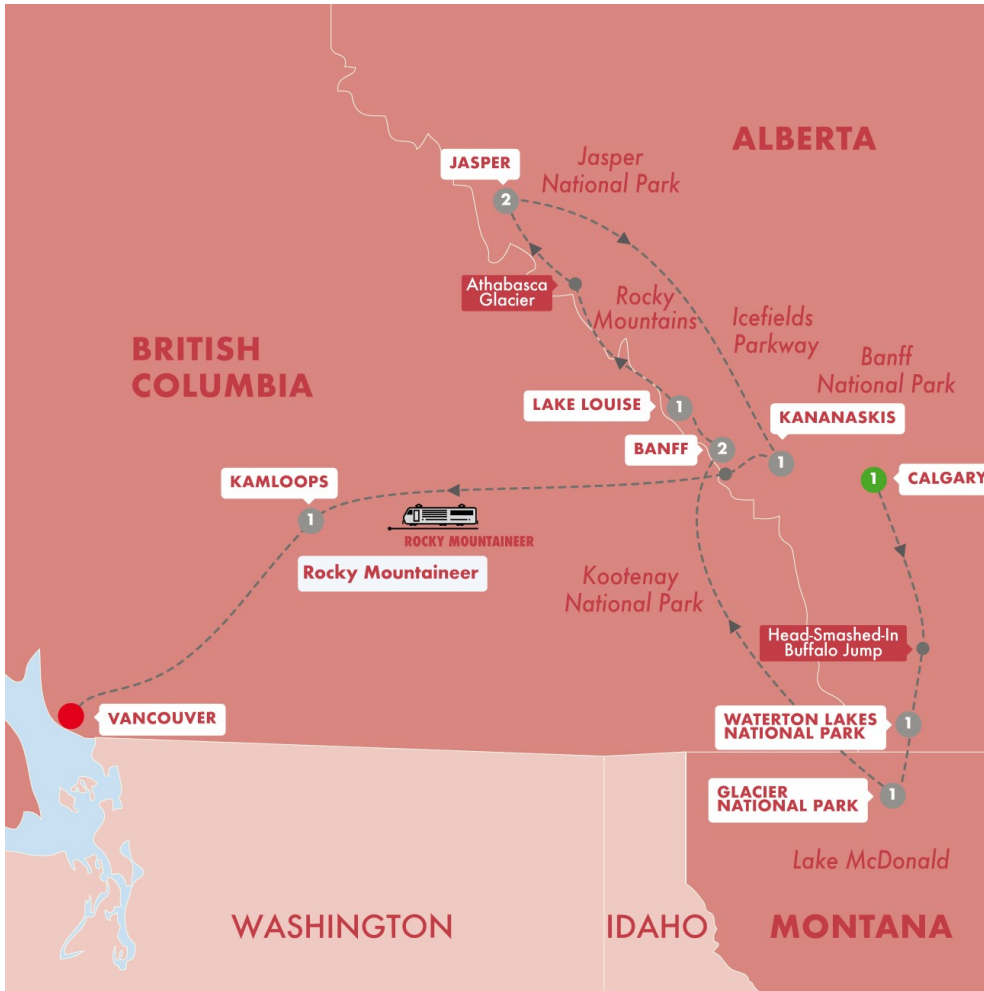 ALBERTA
JASPER
Jasper
National Park
2
Athabasca
Glacier
Rocky
Mountains
Icefields
Parkway
Banff
National Park
BRITISH
COLUMBIA
LAKE LOUISE
1
KANANASKIS
BANFF
2
1
1
CALGARY
KAMLOOPS
1
ROCKY MOUNTAINEER
Rocky Mountaineer
Kootenay
National Park
Head-Smashed-In
Buffalo Jump
VANCOUVER
WATERTON LAKES
NATIONAL PARK
1
GLACIER
NATIONAL PARK
1
Lake McDonald
WASHINGTON
IDAHO
MONTANA